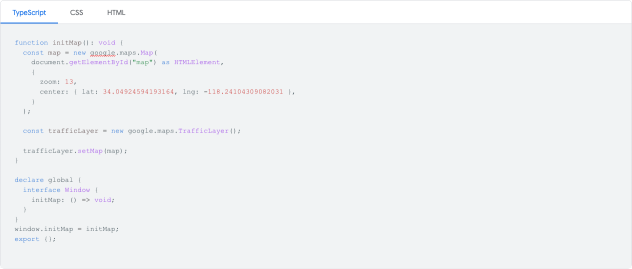 TypeScript CSS HTML
function initMap(): void {
const map = new google.maps.Map(
document.getElementById("map") as HTMLElement,
{
zoom: 13,
center: { lat: 34.04924594193164, lng: -118.24104309082031 },
}
);
const trafficLayer = new google.maps.TrafficLayer();
trafficLayer.setMap(map);
}
declare global {
interface Window {
initMap: () => void;
}
}
window.initMap = initMap;
export {};